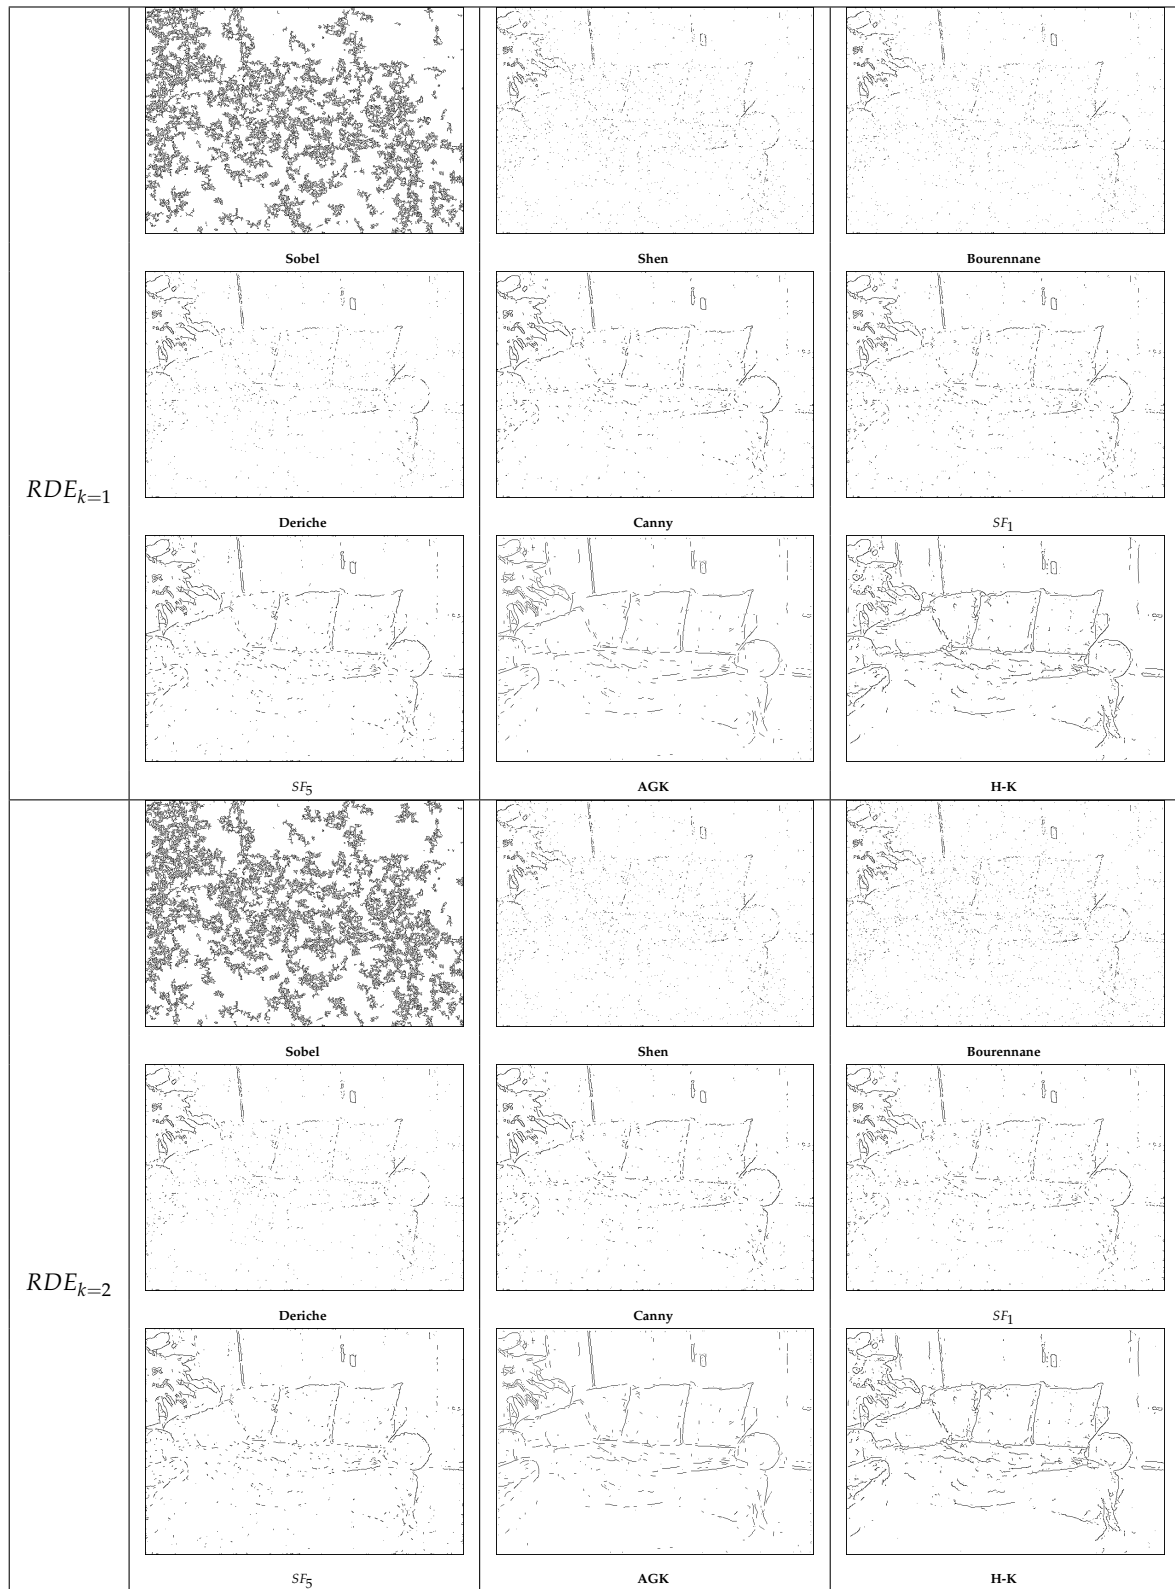 Sobel Shen Bourennane
RDE_{k=1}
Deriche Canny SF_1
SF_5 AGK H-K
Sobel Shen Bourennane
RDE_{k=2}
Deriche Canny SF_1
SF_5 AGK H-K